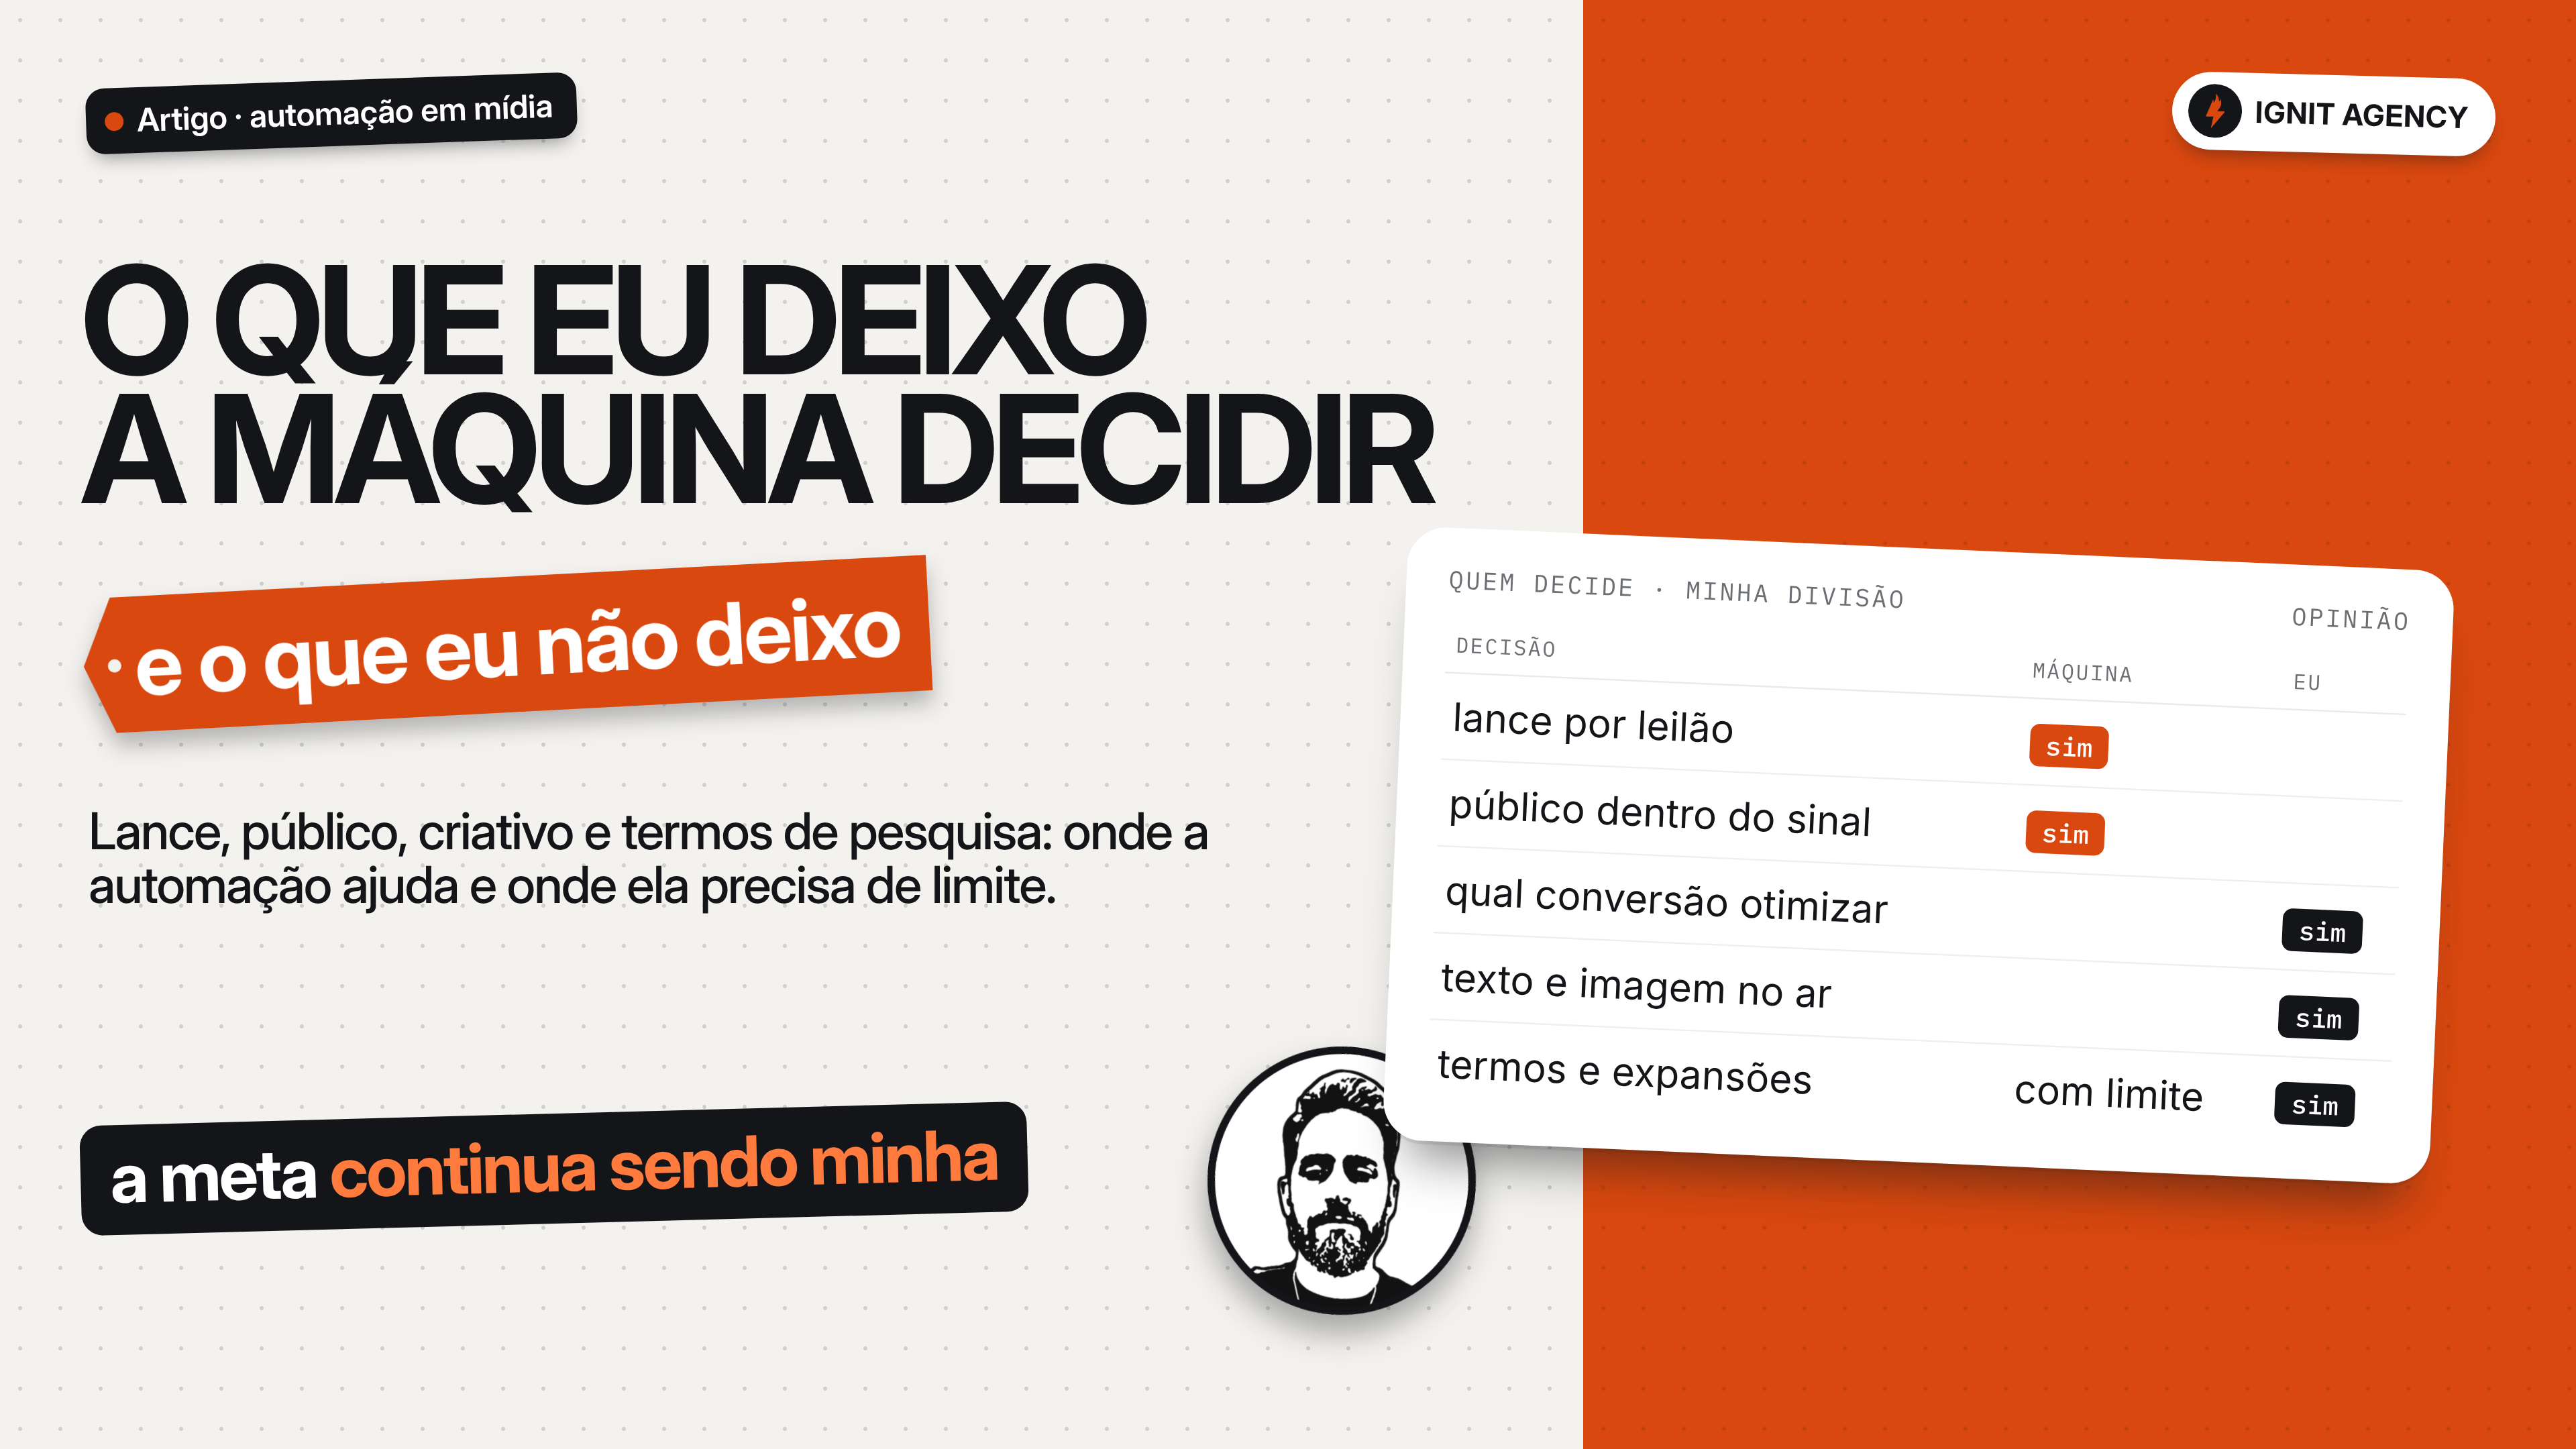 Artigo · automação em mídia
IGNIT AGENCY
O QUE EU DEIXO
A MÁQUINA DECIDIR
· e o que eu não deixo
Lance, público, criativo e termos de pesquisa: onde a
automação ajuda e onde ela precisa de limite.
a meta continua sendo minha
QUEM DECIDE · MINHA DIVISÃO OPINIÃO
DECISÃO MÁQUINA EU
lance por leilão sim
público dentro do sinal sim
qual conversão otimizar sim
texto e imagem no ar sim
termos e expansões com limite sim